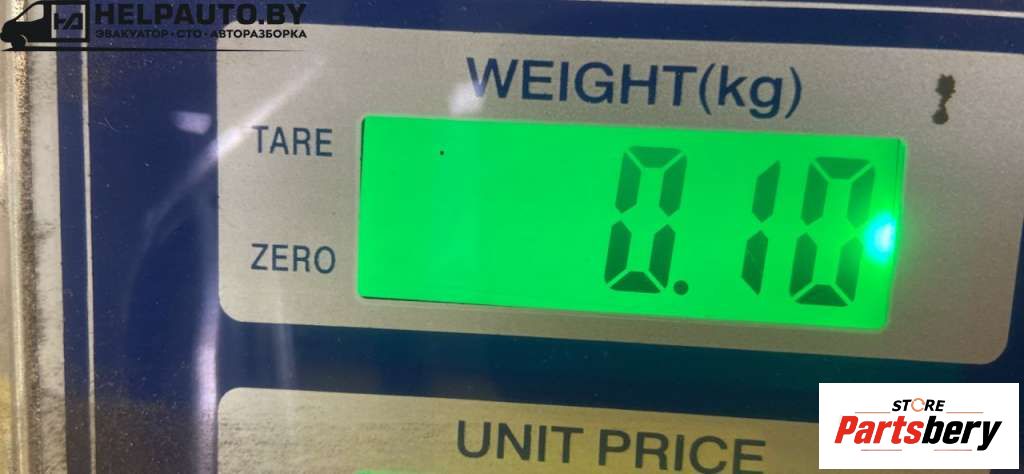 HELPAUTO.BY
ЭВАКУАТОР • СТО • АВТОРАЗБОРКА
WEIGHT(kg)
TARE
0.10
ZERO
UNIT PRICE
STORE
Partsbery